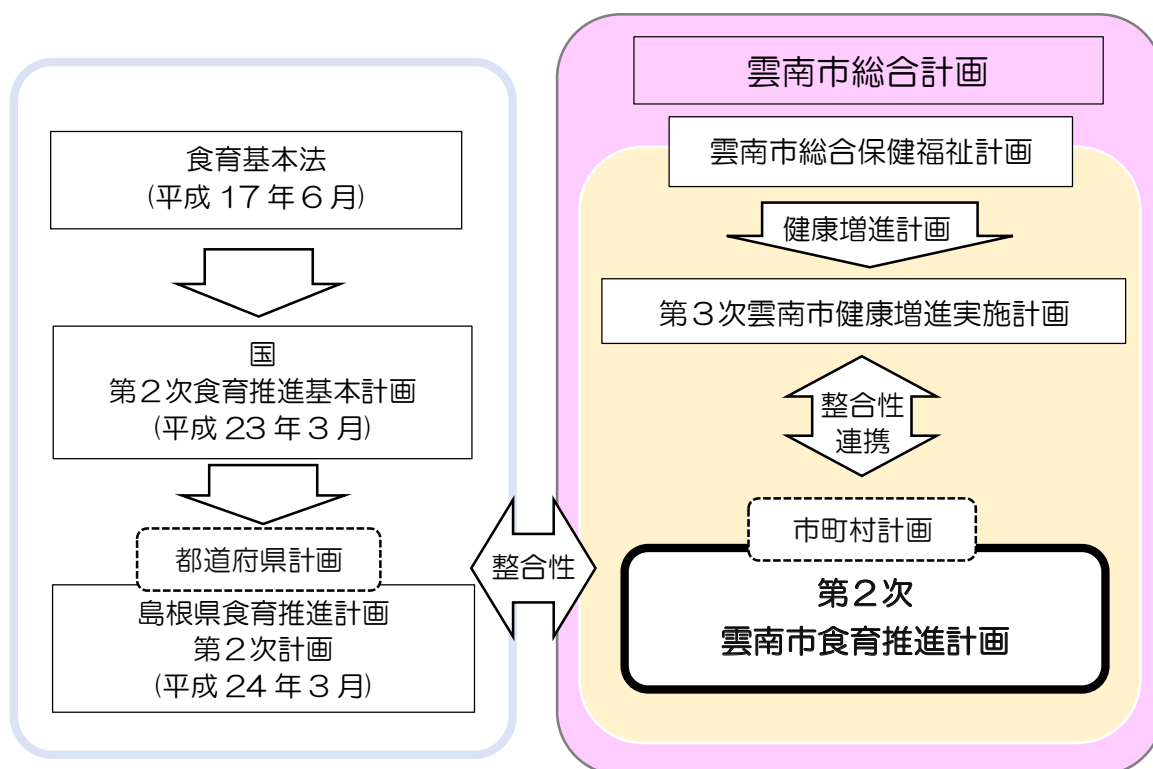 食育基本法
(平成 17 年 6 月)
国
第２次食育推進基本計画
(平成 23 年 3 月)
都道府県計画
島根県食育推進計画
第２次計画
(平成 24 年 3 月)
整合性
雲南市総合計画
雲南市総合保健福祉計画
健康増進計画
第３次雲南市健康増進実施計画
整合性
連携
市町村計画
第２次
雲南市食育推進計画